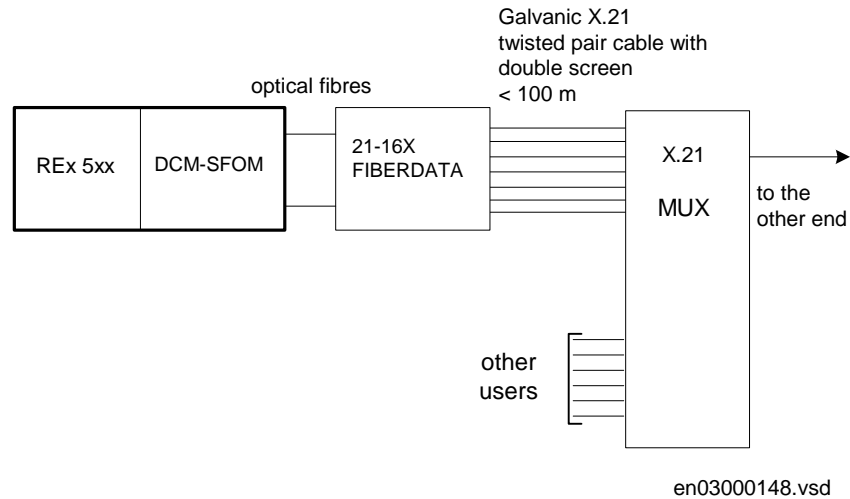 Galvanic X.21
twisted pair cable with
double screen
< 100 m
optical fibres
REx 5xx
DCM-SFOM
21-16X
FIBERDATA
X.21
MUX
to the
other end
other
users
en03000148.vsd